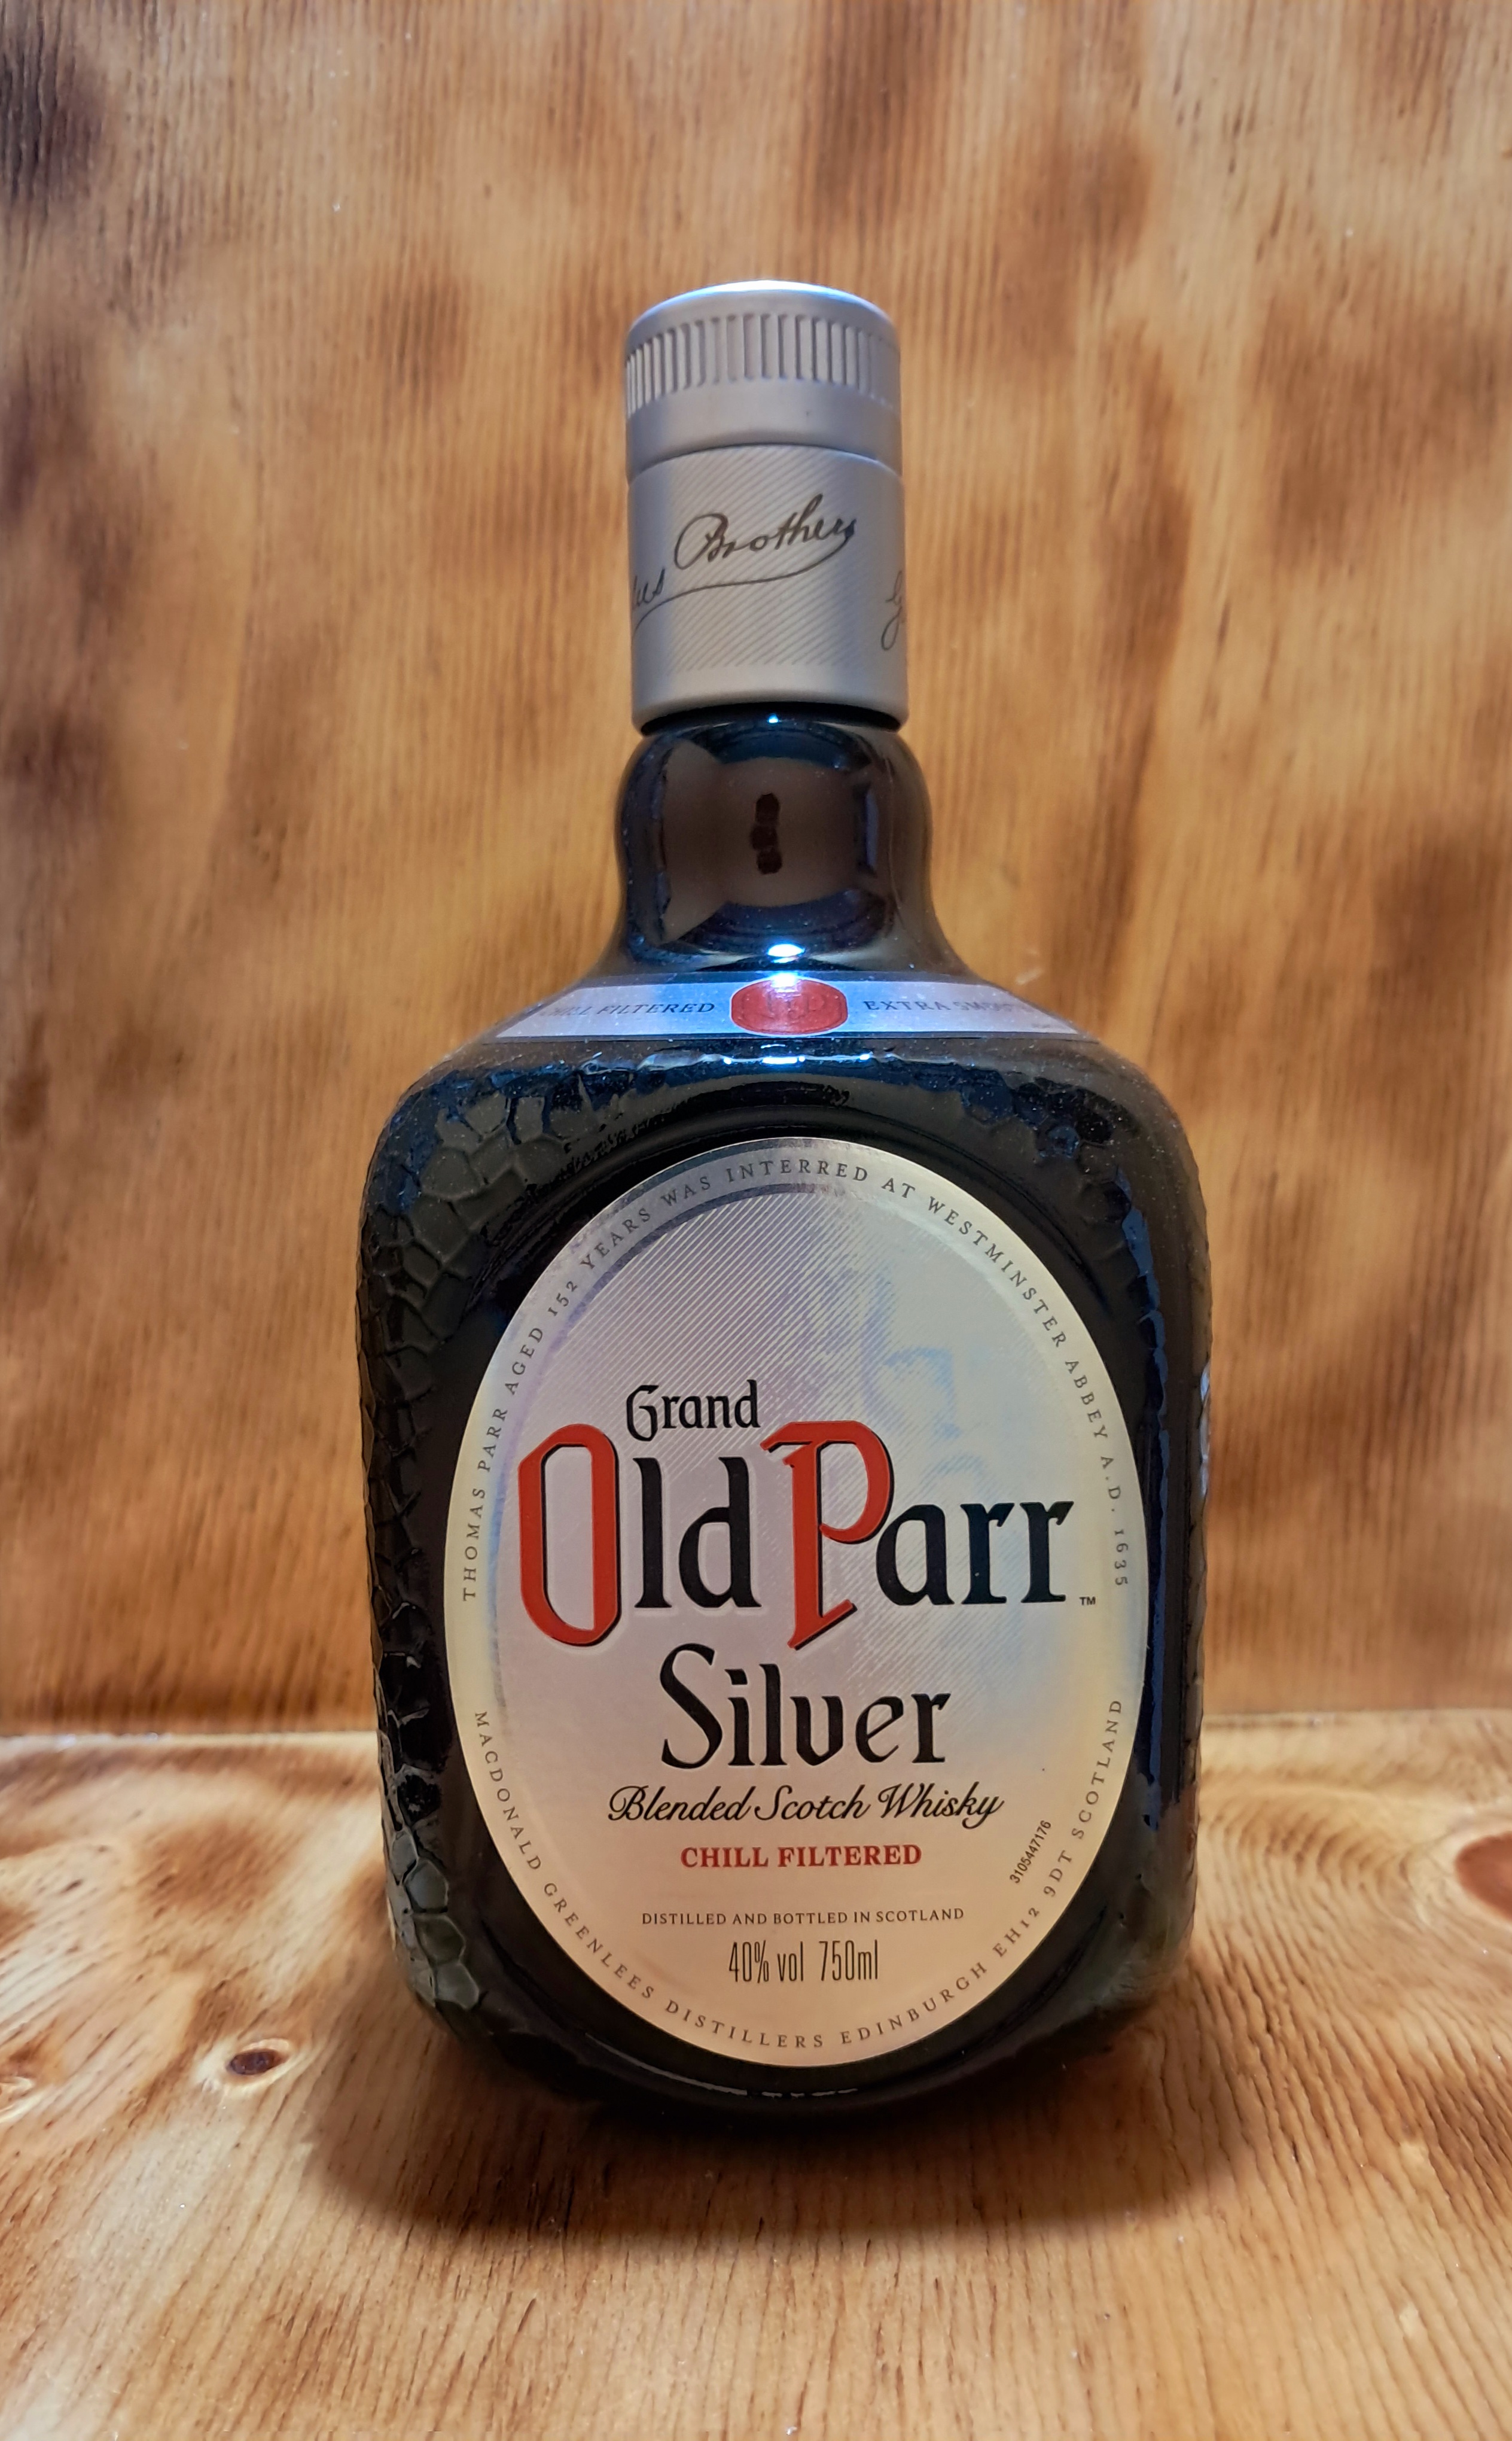 Brothers
FILTERED
EXTRA
THOMAS PARR AGED 152 YEARS WAS INTERRED AT WESTMINSTER ABBEY A.D. 1635
Grand
Old Parr™
Silver
Blended Scotch Whisky
CHILL FILTERED
3105447176
DISTILLED AND BOTTLED IN SCOTLAND
40% vol 750ml
MACDONALD GREENLEES DISTILLERS EDINBURGH EH12 9DT SCOTLAND